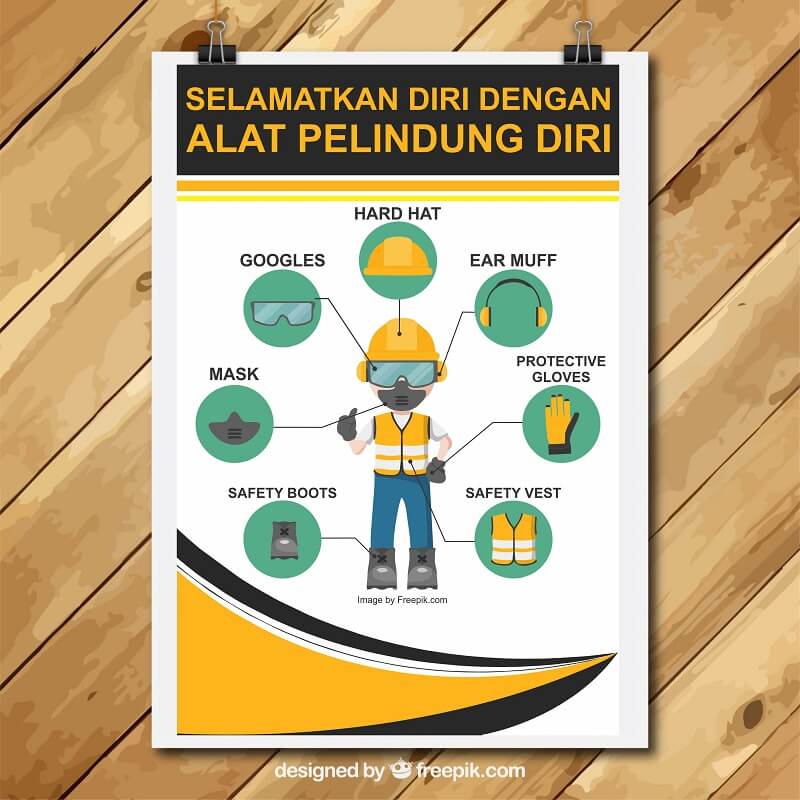 SELAMATKAN DIRI DENGAN
ALAT PELINDUNG DIRI
HARD HAT
GOOGLES
EAR MUFF
MASK
PROTECTIVE
GLOVES
SAFETY BOOTS
SAFETY VEST
Image by Freepik.com
designed by freepik.com